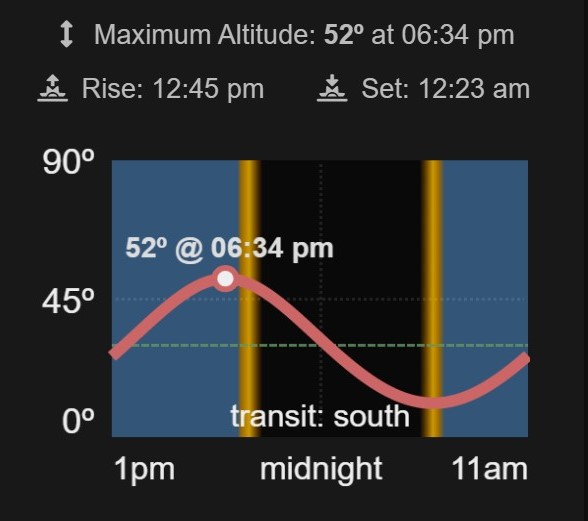 Maximum Altitude: 52º at 06:34 pm
Rise: 12:45 pm Set: 12:23 am
90º
52º @ 06:34 pm
45º
transit: south
0º
1pm midnight 11am